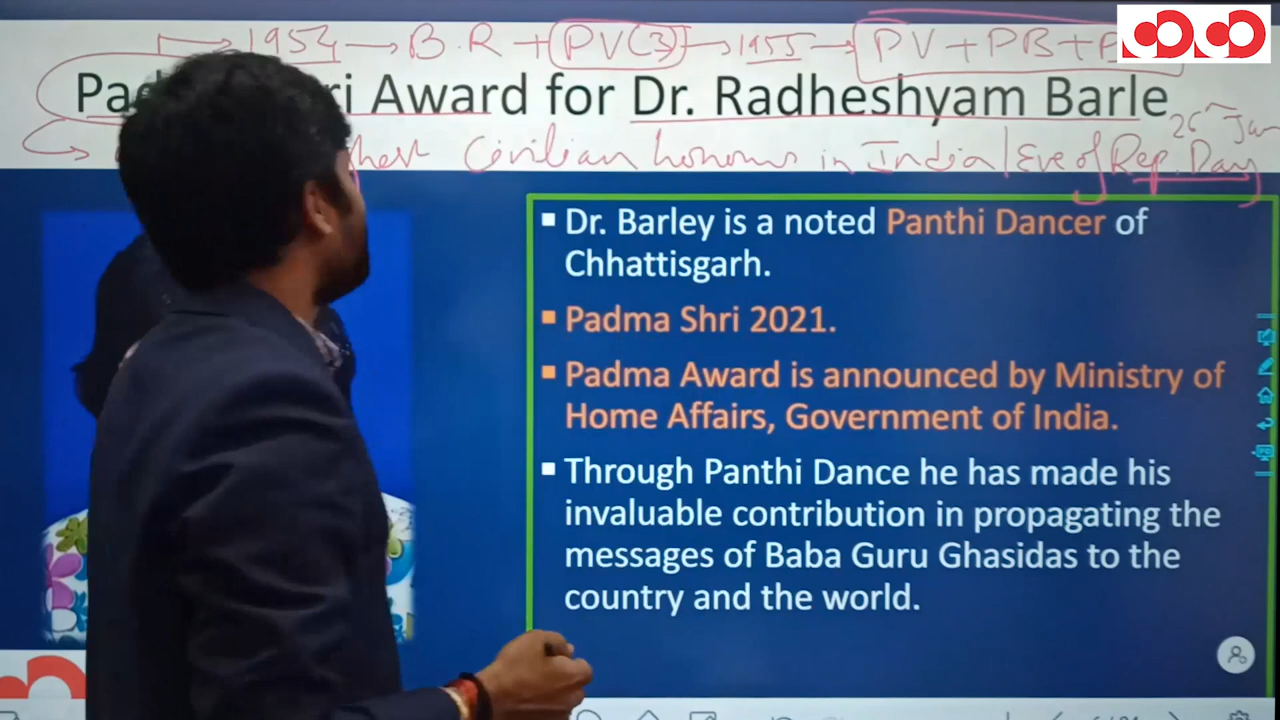 1954 → B.R + PV(3) → 1955 → PV + PB +
Award for Dr. Radheshyam Barle
26 Jan
Civilian honour in India | Eve of Rep. Day
▪ Dr. Barley is a noted Panthi Dancer of
Chhattisgarh.
▪ Padma Shri 2021.
▪ Padma Award is announced by Ministry of
Home Affairs, Government of India.
▪ Through Panthi Dance he has made his
invaluable contribution in propagating the
messages of Baba Guru Ghasidas to the
country and the world.